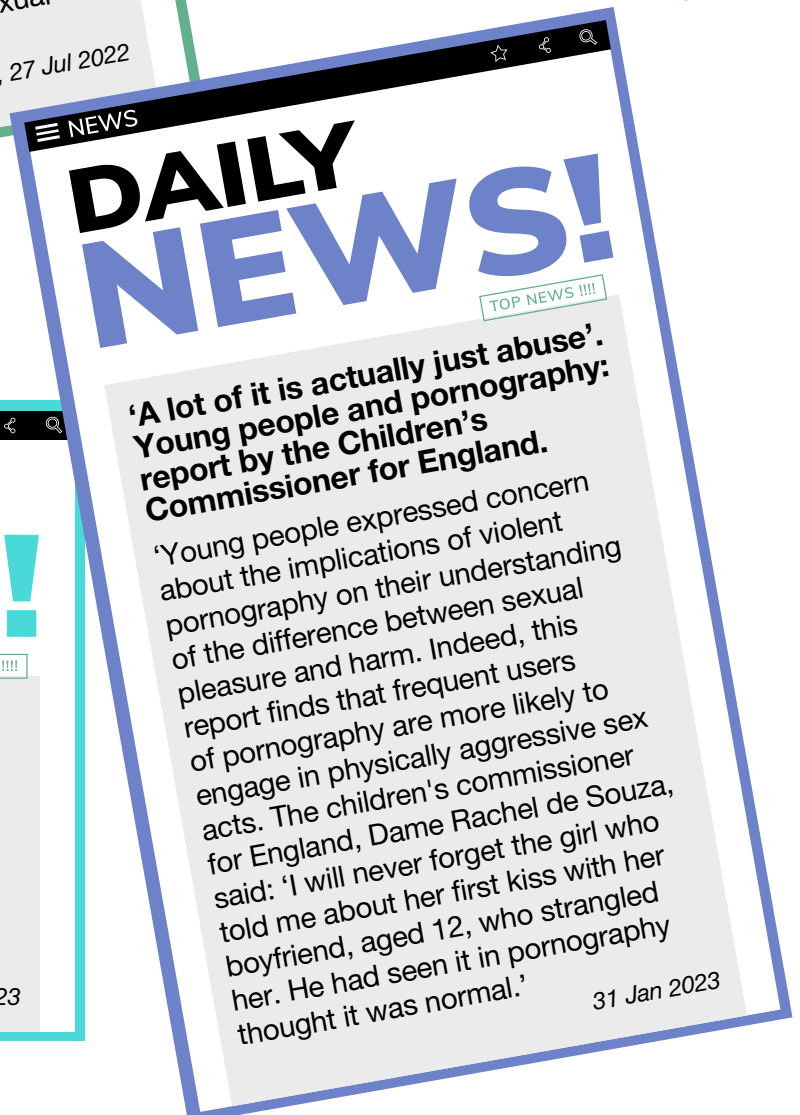 xual
, 27 Jul 2022
NEWS
DAILY
NEWS!
TOP NEWS !!!!
‘A lot of it is actually just abuse’.
Young people and pornography:
report by the Children’s
Commissioner for England.
‘Young people expressed concern
about the implications of violent
pornography on their understanding
of the difference between sexual
pleasure and harm. Indeed, this
report finds that frequent users
of pornography are more likely to
engage in physically aggressive sex
acts. The children's commissioner
for England, Dame Rachel de Souza,
said: ‘I will never forget the girl who
told me about her first kiss with her
boyfriend, aged 12, who strangled
her. He had seen it in pornography
thought it was normal.’
31 Jan 2023
!
!!!!
23